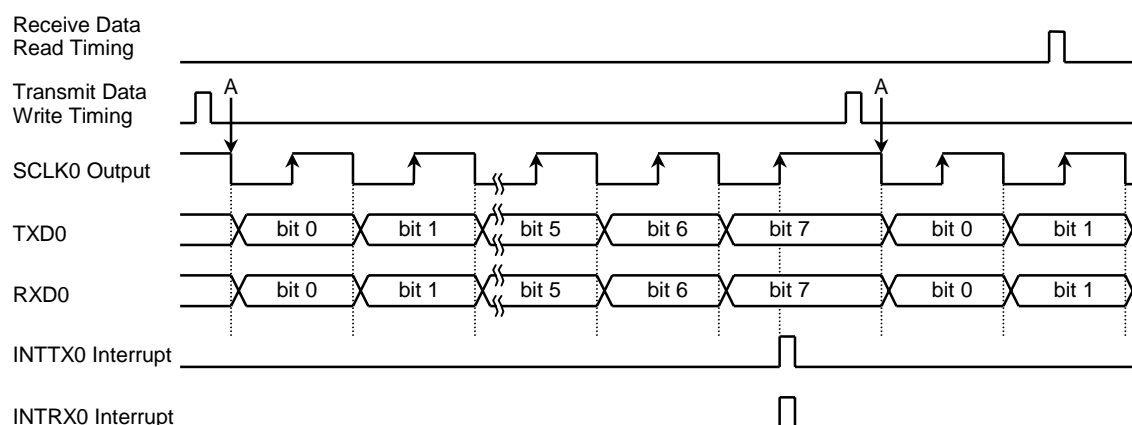 Receive Data
Read Timing
Transmit Data
Write Timing
A
A
SCLK0 Output
TXD0
bit 0
bit 1
bit 5
bit 6
bit 7
bit 0
bit 1
RXD0
bit 0
bit 1
bit 5
bit 6
bit 7
bit 0
bit 1
INTTX0 Interrupt
INTRX0 Interrupt